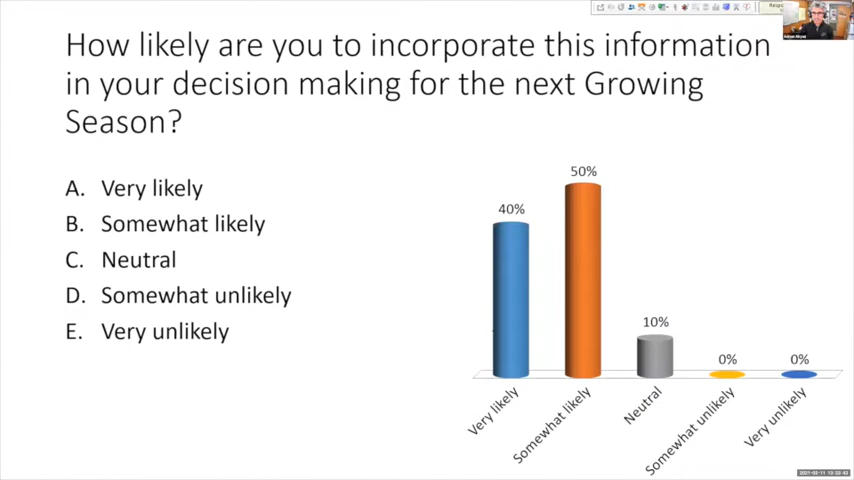 How likely are you to incorporate this information
in your decision making for the next Growing
Season?
A. Very likely
B. Somewhat likely
C. Neutral
D. Somewhat unlikely
E. Very unlikely
40%
50%
10%
0%
0%
Very likely
Somewhat likely
Neutral
Somewhat unlikely
Very unlikely